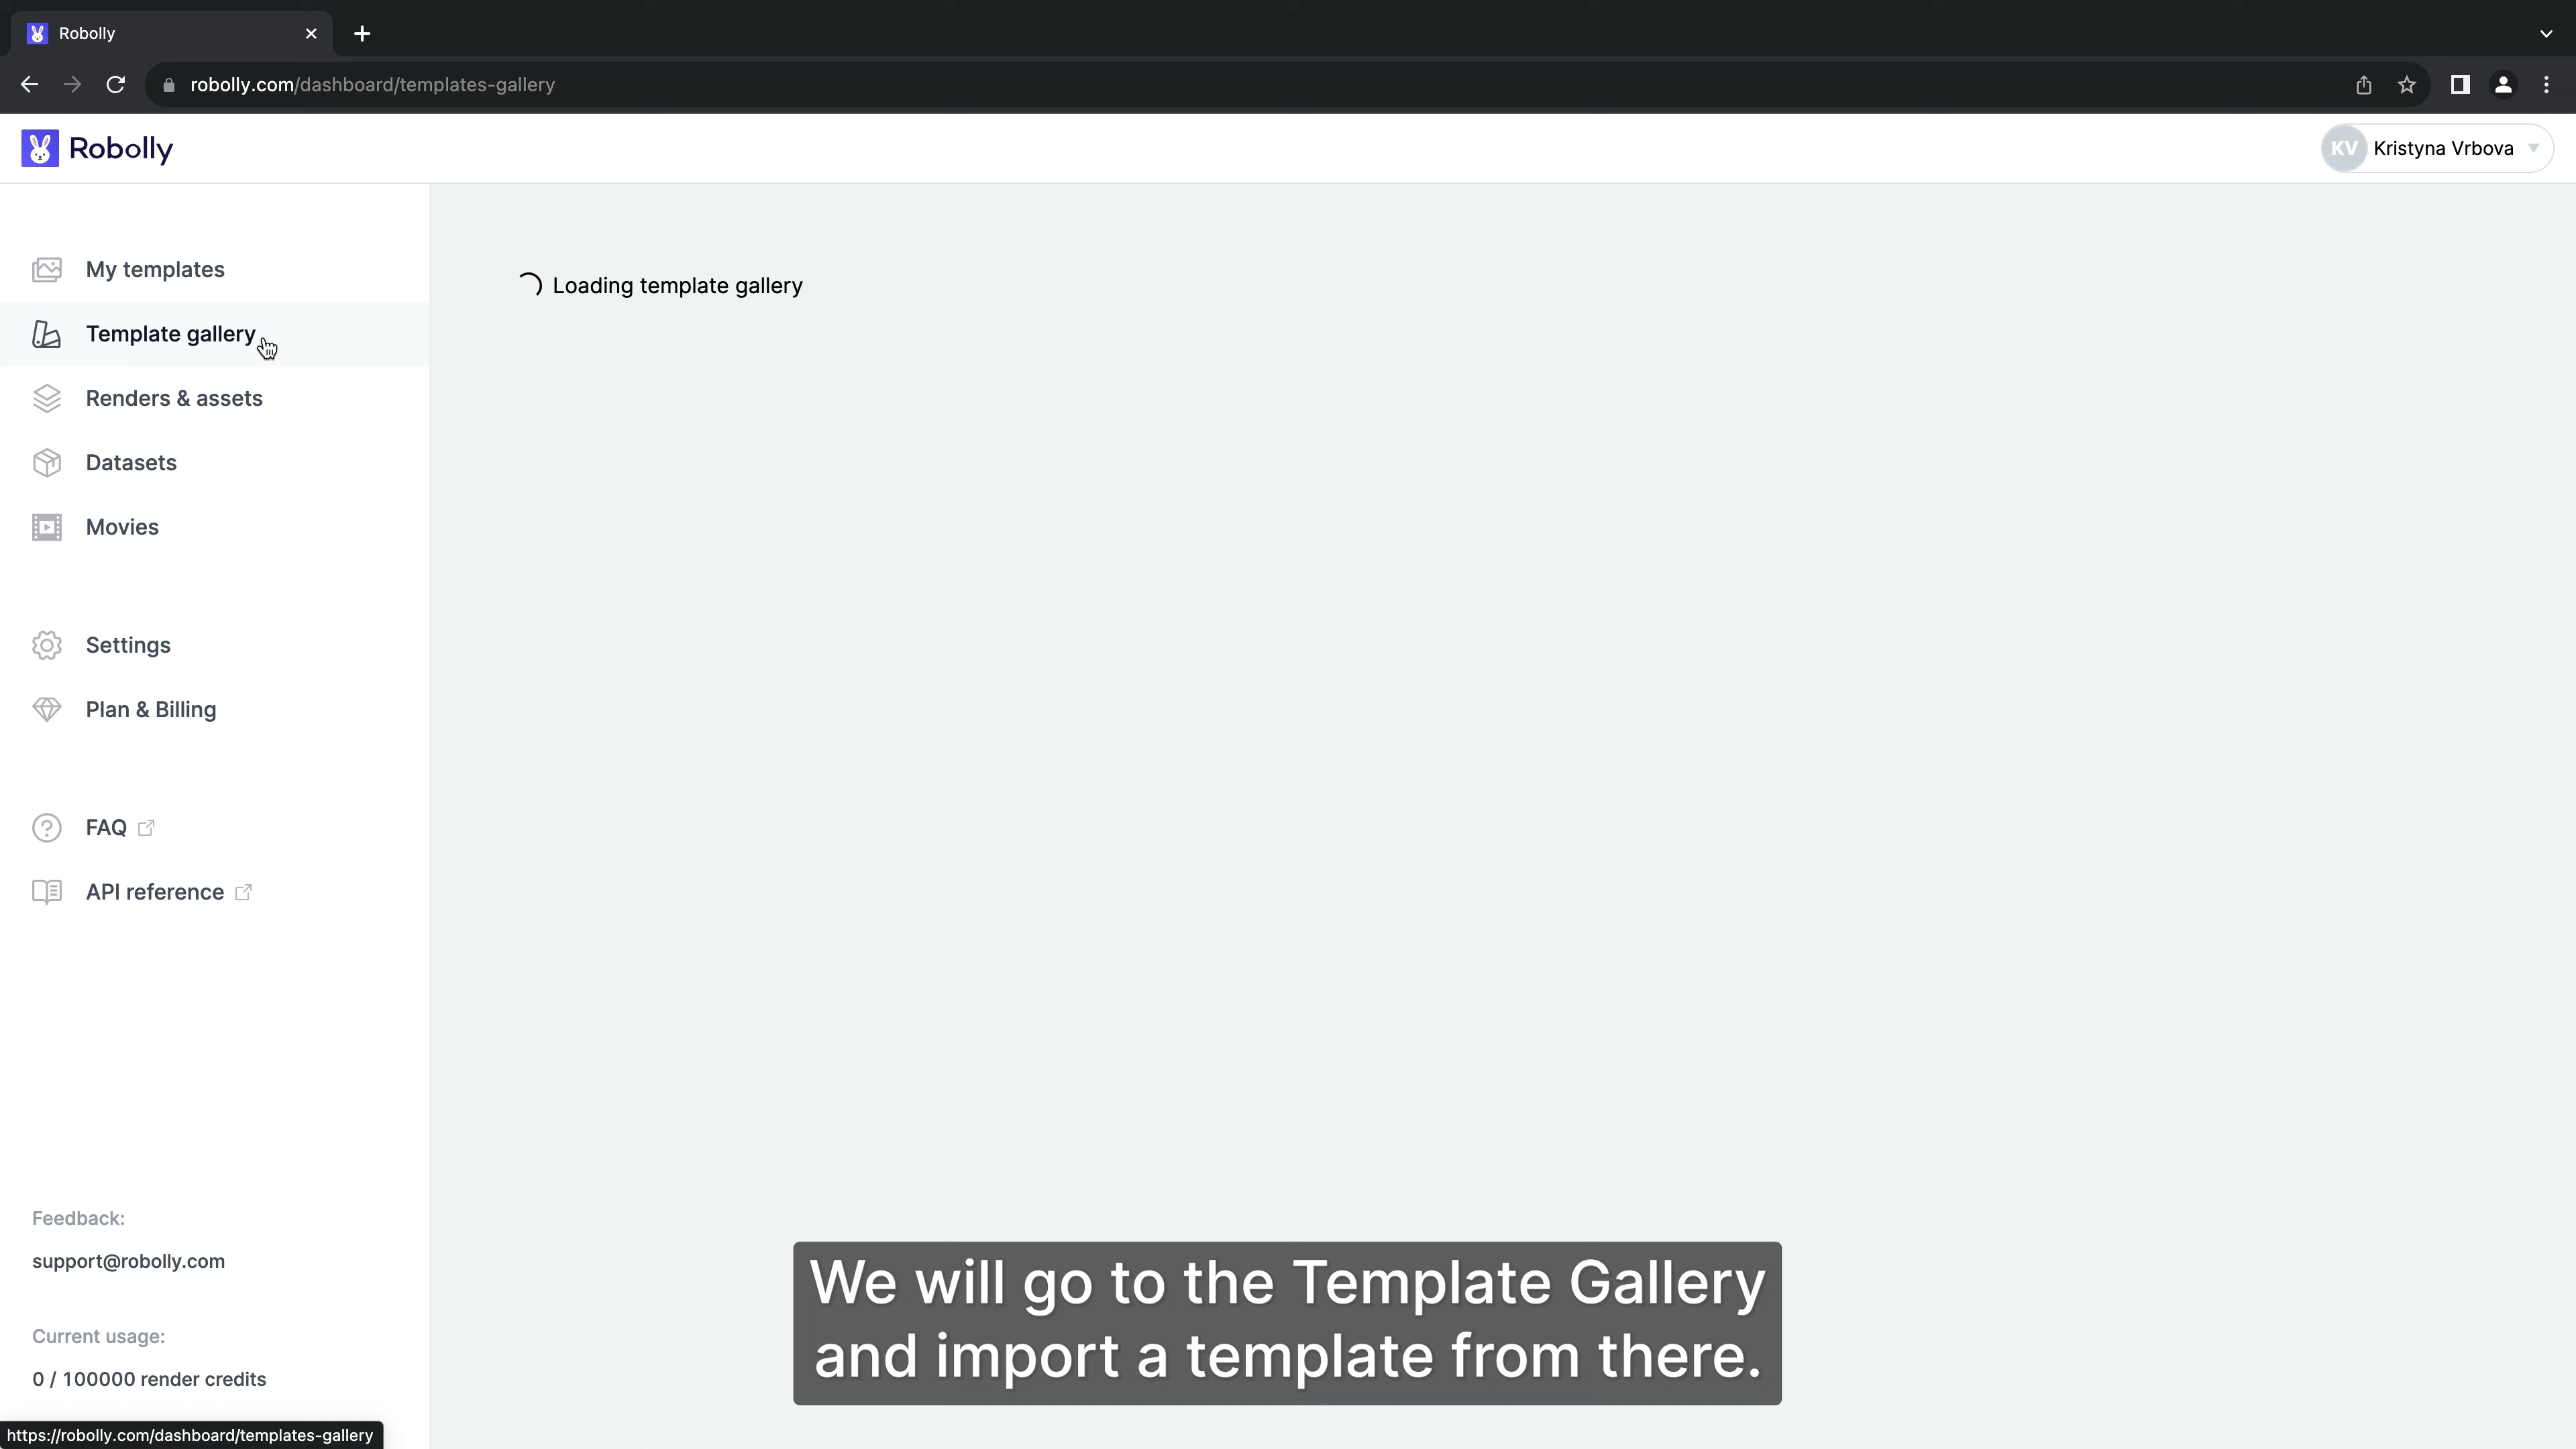 Robolly
robolly.com/dashboard/templates-gallery
Robolly
KV Kristyna Vrbova
My templates
Template gallery
Renders & assets
Datasets
Movies
Settings
Plan & Billing
FAQ
API reference
Loading template gallery
Feedback:
support@robolly.com
Current usage:
0 / 100000 render credits
We will go to the Template Gallery
and import a template from there.
https://robolly.com/dashboard/templates-gallery